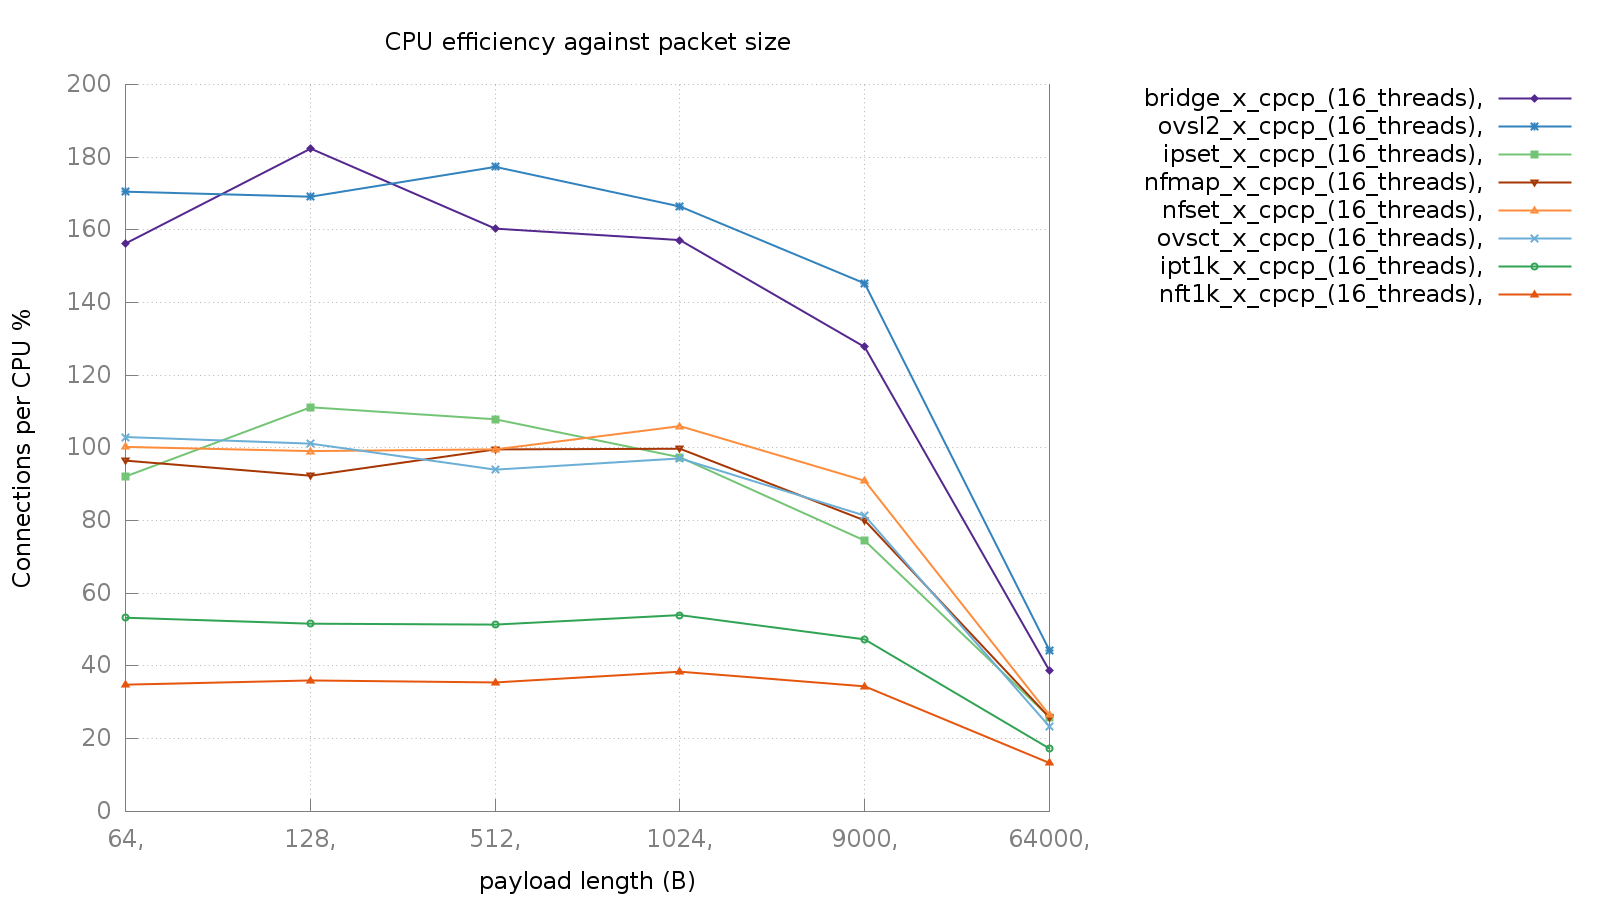 CPU efficiency against packet size
200
180
160
140
120
100
80
60
40
20
0
Connections per CPU %
64,
128,
512,
1024,
9000,
64000,
payload length (B)
bridge_x_cpcp_(16_threads),
ovsl2_x_cpcp_(16_threads),
ipset_x_cpcp_(16_threads),
nfmap_x_cpcp_(16_threads),
nfset_x_cpcp_(16_threads),
ovsct_x_cpcp_(16_threads),
ipt1k_x_cpcp_(16_threads),
nft1k_x_cpcp_(16_threads),